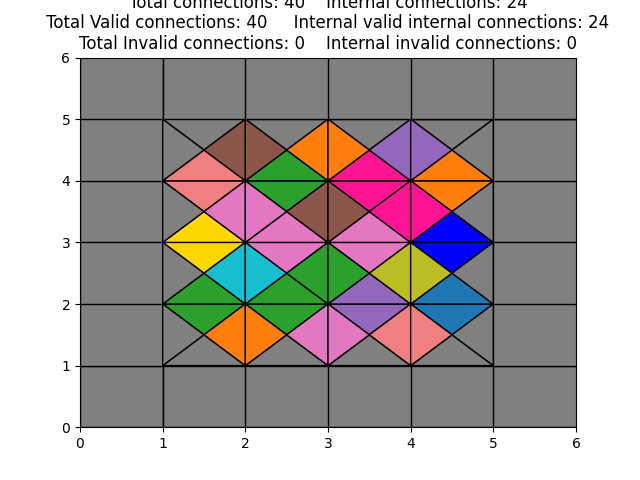 Total connections: 40    Internal connections: 24
Total Valid connections: 40     Internal valid internal connections: 24
Total Invalid connections: 0    Internal invalid connections: 0
6
5
4
3
2
1
0
0 1 2 3 4 5 6